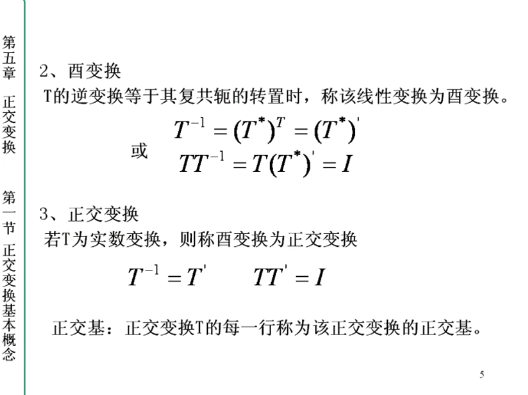 第五章 正交变换 第一节 正交变换基本概念
2、酉变换
T的逆变换等于其复共轭的转置时，称该线性变换为酉变换。
T⁻¹ = (T*)ᵀ = (T*)'
或
TT⁻¹ = T(T*)' = I
3、正交变换
若T为实数变换，则称酉变换为正交变换
T⁻¹ = T' TT' = I
正交基：正交变换T的每一行称为该正交变换的正交基。
5